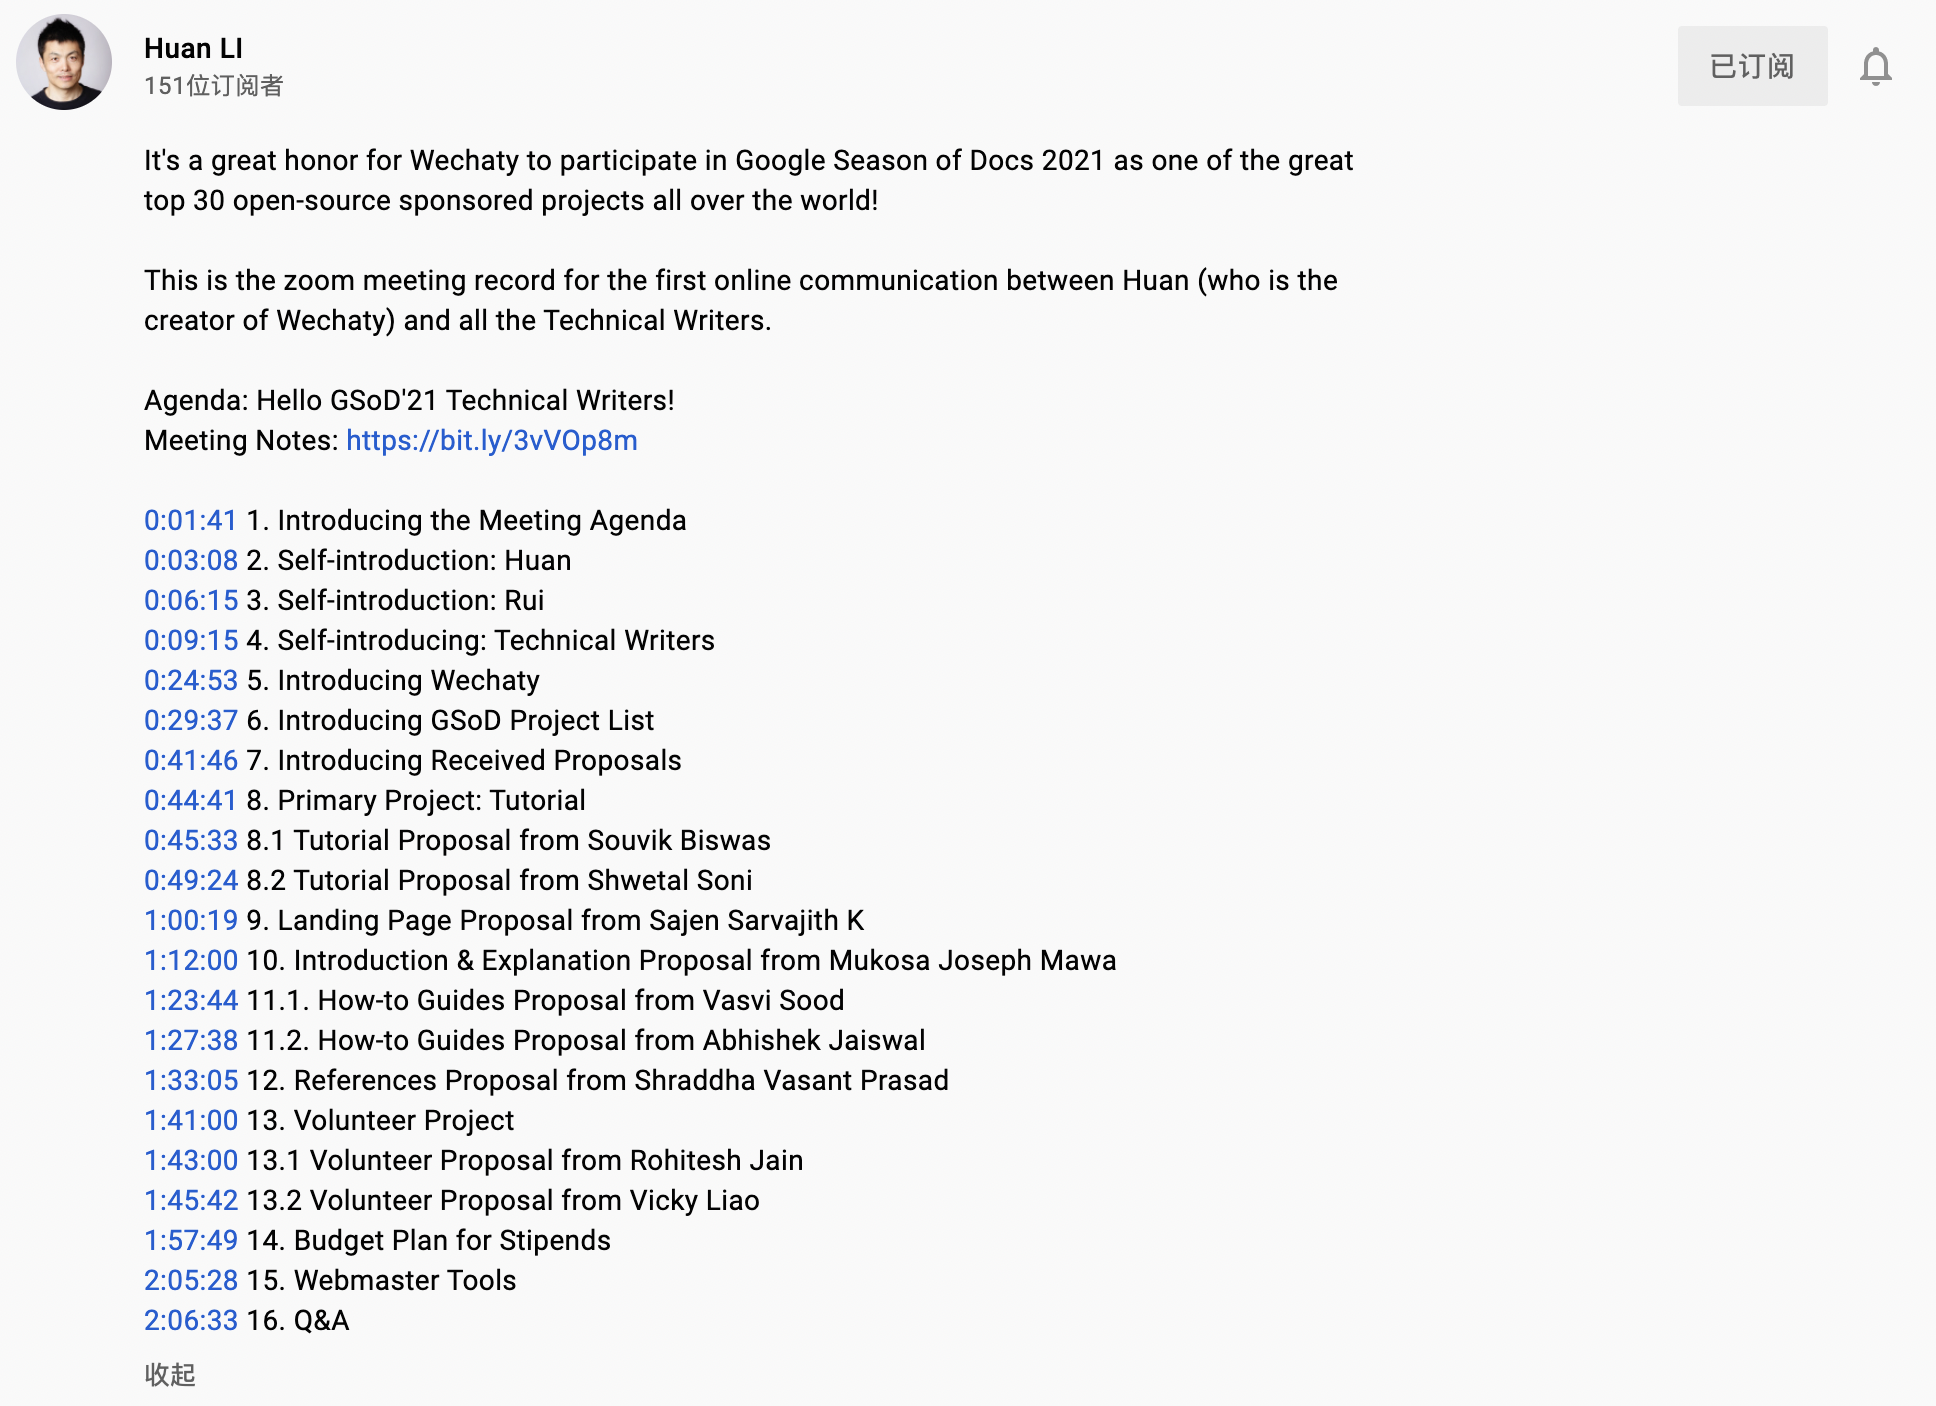 Huan LI
151位订阅者
已订阅
It's a great honor for Wechaty to participate in Google Season of Docs 2021 as one of the great
top 30 open-source sponsored projects all over the world!
This is the zoom meeting record for the first online communication between Huan (who is the
creator of Wechaty) and all the Technical Writers.
Agenda: Hello GSoD'21 Technical Writers!
Meeting Notes: https://bit.ly/3vVOp8m
0:01:41 1. Introducing the Meeting Agenda
0:03:08 2. Self-introduction: Huan
0:06:15 3. Self-introduction: Rui
0:09:15 4. Self-introducing: Technical Writers
0:24:53 5. Introducing Wechaty
0:29:37 6. Introducing GSoD Project List
0:41:46 7. Introducing Received Proposals
0:44:41 8. Primary Project: Tutorial
0:45:33 8.1 Tutorial Proposal from Souvik Biswas
0:49:24 8.2 Tutorial Proposal from Shwetal Soni
1:00:19 9. Landing Page Proposal from Sajen Sarvajith K
1:12:00 10. Introduction & Explanation Proposal from Mukosa Joseph Mawa
1:23:44 11.1. How-to Guides Proposal from Vasvi Sood
1:27:38 11.2. How-to Guides Proposal from Abhishek Jaiswal
1:33:05 12. References Proposal from Shraddha Vasant Prasad
1:41:00 13. Volunteer Project
1:43:00 13.1 Volunteer Proposal from Rohitesh Jain
1:45:42 13.2 Volunteer Proposal from Vicky Liao
1:57:49 14. Budget Plan for Stipends
2:05:28 15. Webmaster Tools
2:06:33 16. Q&A
收起